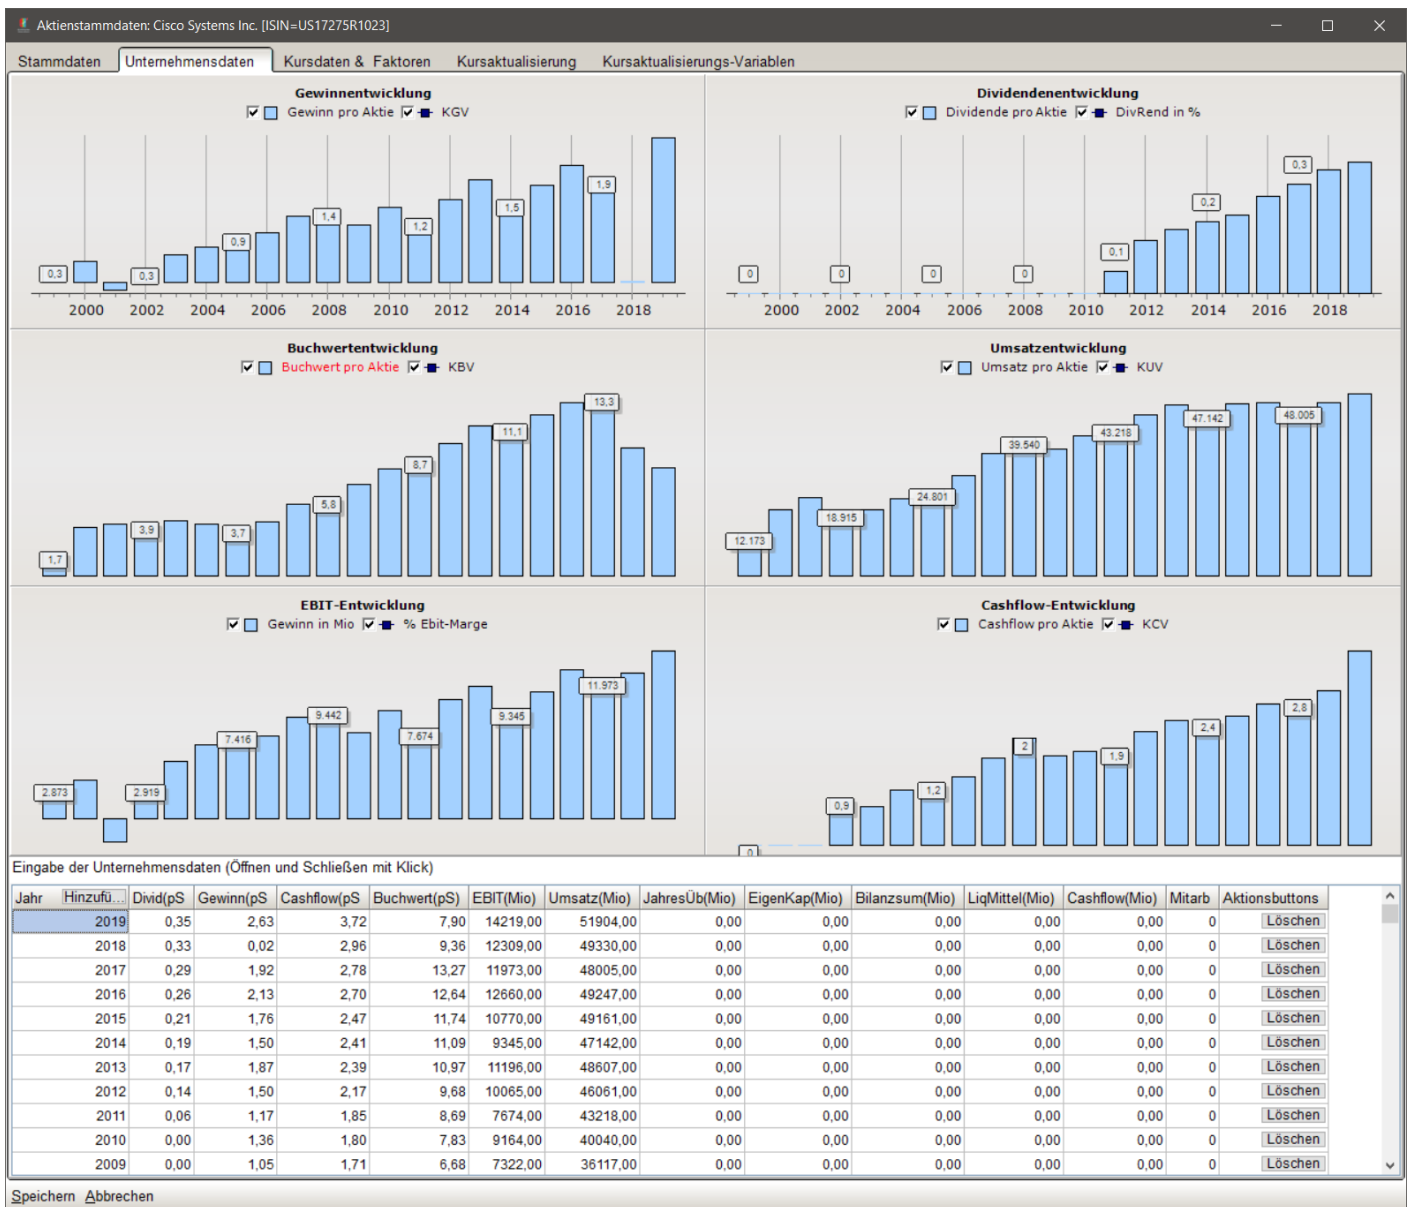 Aktienstammdaten: Cisco Systems Inc. [ISIN=US17275R1023]
Stammdaten Unternehmensdaten Kursdaten & Faktoren Kursaktualisierung Kursaktualisierungs-Variablen
Gewinnentwicklung
Gewinn pro Aktie KGV
0,3 0,3 0,9 1,4 1,2 1,5 1,9
2000 2002 2004 2006 2008 2010 2012 2014 2016 2018
Dividendenentwicklung
Dividende pro Aktie DivRend in %
0 0 0 0 0,1 0,2 0,3
2000 2002 2004 2006 2008 2010 2012 2014 2016 2018
Buchwertentwicklung
Buchwert pro Aktie KBV
1,7 3,9 3,7 5,8 8,7 11,1 13,3
Umsatzentwicklung
Umsatz pro Aktie KUV
12.173 18.915 24.801 39.540 43.218 47.142 48.005
EBIT-Entwicklung
Gewinn in Mio % Ebit-Marge
2.873 2.919 7.416 9.442 7.674 9.345 11.973
Cashflow-Entwicklung
Cashflow pro Aktie KCV
0 0,9 1,2 2 1,9 2,4 2,8
Eingabe der Unternehmensdaten (Öffnen und Schließen mit Klick)
Jahr Hinzufü... Divid(pS Gewinn(pS Cashflow(pS Buchwert(pS) EBIT(Mio) Umsatz(Mio) JahresÜb(Mio) EigenKap(Mio) Bilanzsum(Mio) LiqMittel(Mio) Cashflow(Mio) Mitarb Aktionsbuttons
2019 0,35 2,63 3,72 7,90 14219,00 51904,00 0,00 0,00 0,00 0,00 0,00 0 Löschen
2018 0,33 0,02 2,96 9,36 12309,00 49330,00 0,00 0,00 0,00 0,00 0,00 0 Löschen
2017 0,29 1,92 2,78 13,27 11973,00 48005,00 0,00 0,00 0,00 0,00 0,00 0 Löschen
2016 0,26 2,13 2,70 12,64 12660,00 49247,00 0,00 0,00 0,00 0,00 0,00 0 Löschen
2015 0,21 1,76 2,47 11,74 10770,00 49161,00 0,00 0,00 0,00 0,00 0,00 0 Löschen
2014 0,19 1,50 2,41 11,09 9345,00 47142,00 0,00 0,00 0,00 0,00 0,00 0 Löschen
2013 0,17 1,87 2,39 10,97 11196,00 48607,00 0,00 0,00 0,00 0,00 0,00 0 Löschen
2012 0,14 1,50 2,17 9,68 10065,00 46061,00 0,00 0,00 0,00 0,00 0,00 0 Löschen
2011 0,06 1,17 1,85 8,69 7674,00 43218,00 0,00 0,00 0,00 0,00 0,00 0 Löschen
2010 0,00 1,36 1,80 7,83 9164,00 40040,00 0,00 0,00 0,00 0,00 0,00 0 Löschen
2009 0,00 1,05 1,71 6,68 7322,00 36117,00 0,00 0,00 0,00 0,00 0,00 0 Löschen
Speichern Abbrechen